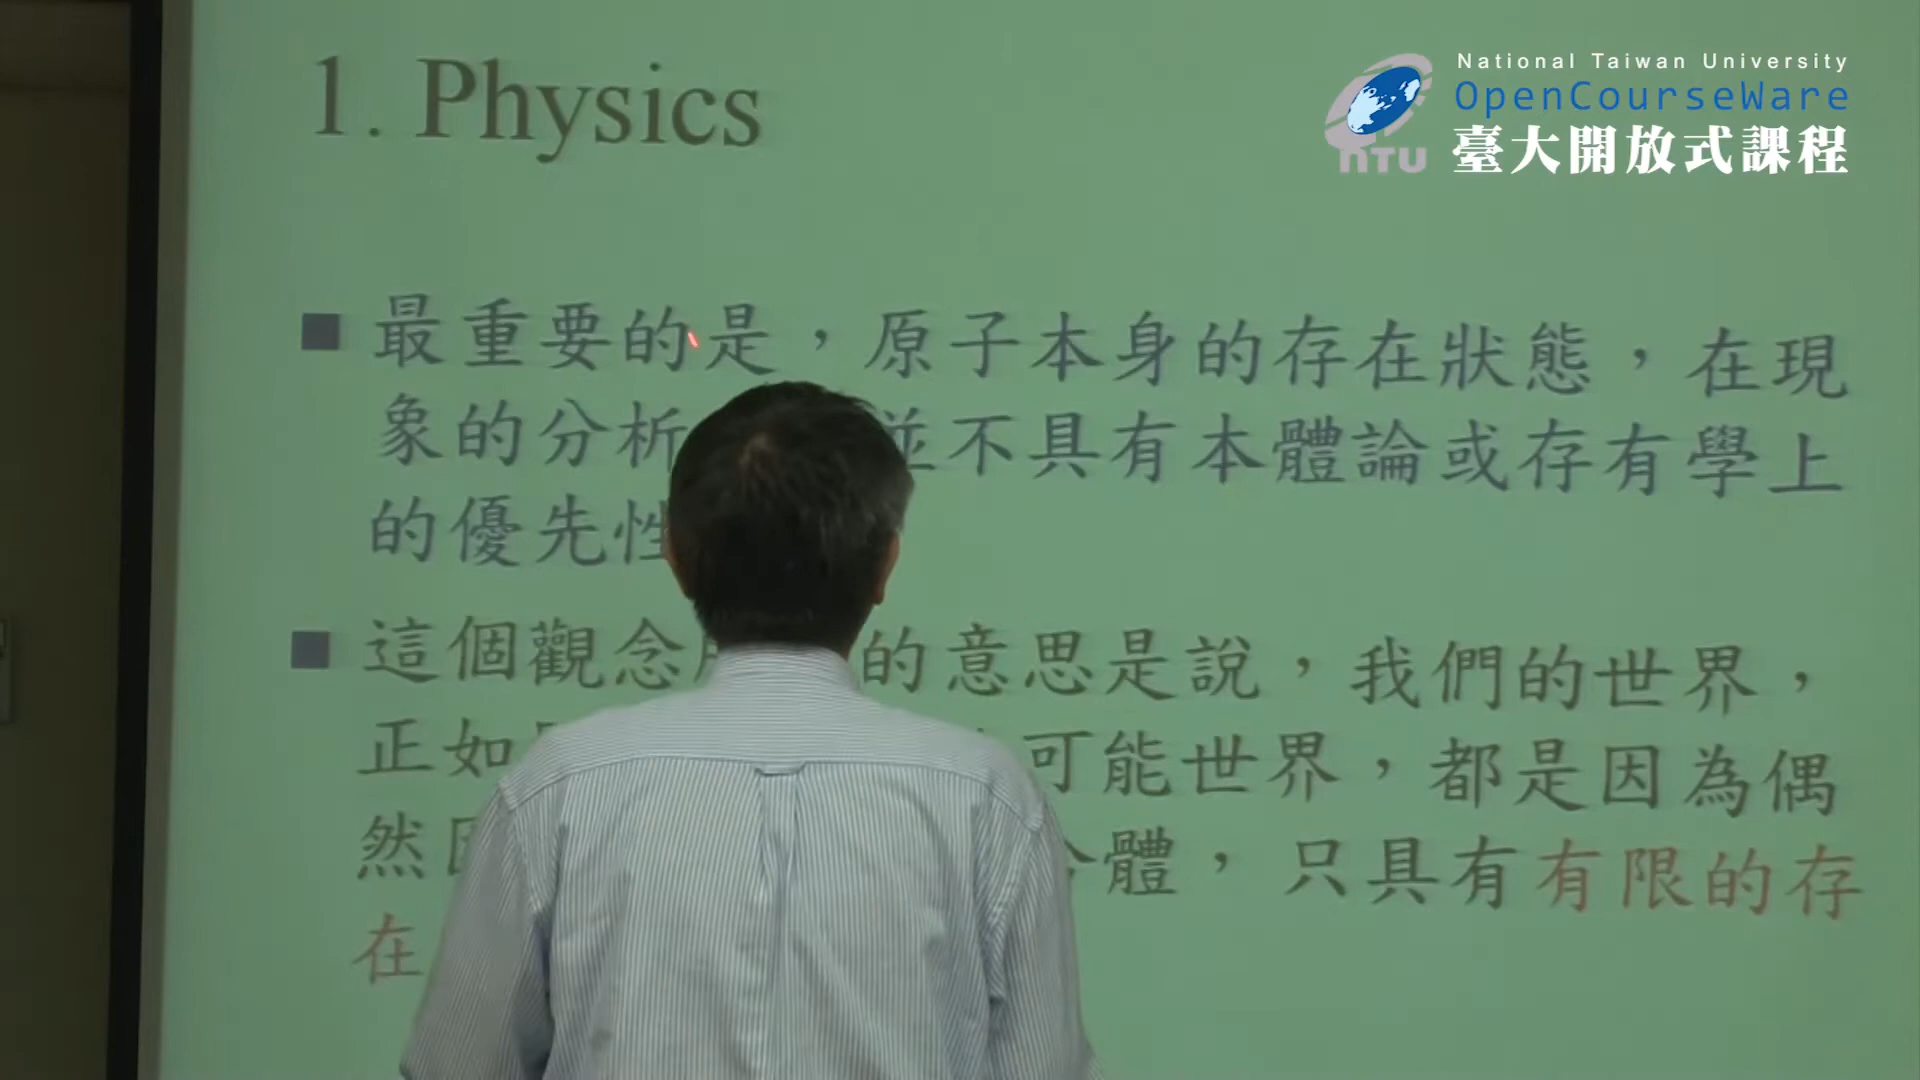 1. Physics
National Taiwan University
OpenCourseWare
NTU
臺大開放式課程
最重要的是，原子本身的存在狀態，在現
象的分析 並不具有本體論或存有學上
的優先性
這個觀念 的意思是說，我們的世界，
正如 可能世界，都是因為偶
然 體，只具有有限的存
在